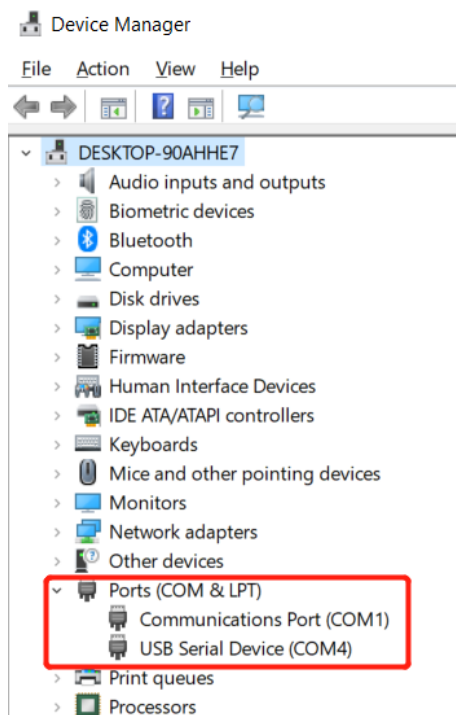 Device Manager
File Action View Help
DESKTOP-90AHHE7
Audio inputs and outputs
Biometric devices
Bluetooth
Computer
Disk drives
Display adapters
Firmware
Human Interface Devices
IDE ATA/ATAPI controllers
Keyboards
Mice and other pointing devices
Monitors
Network adapters
Other devices
Ports (COM & LPT)
Communications Port (COM1)
USB Serial Device (COM4)
Print queues
Processors